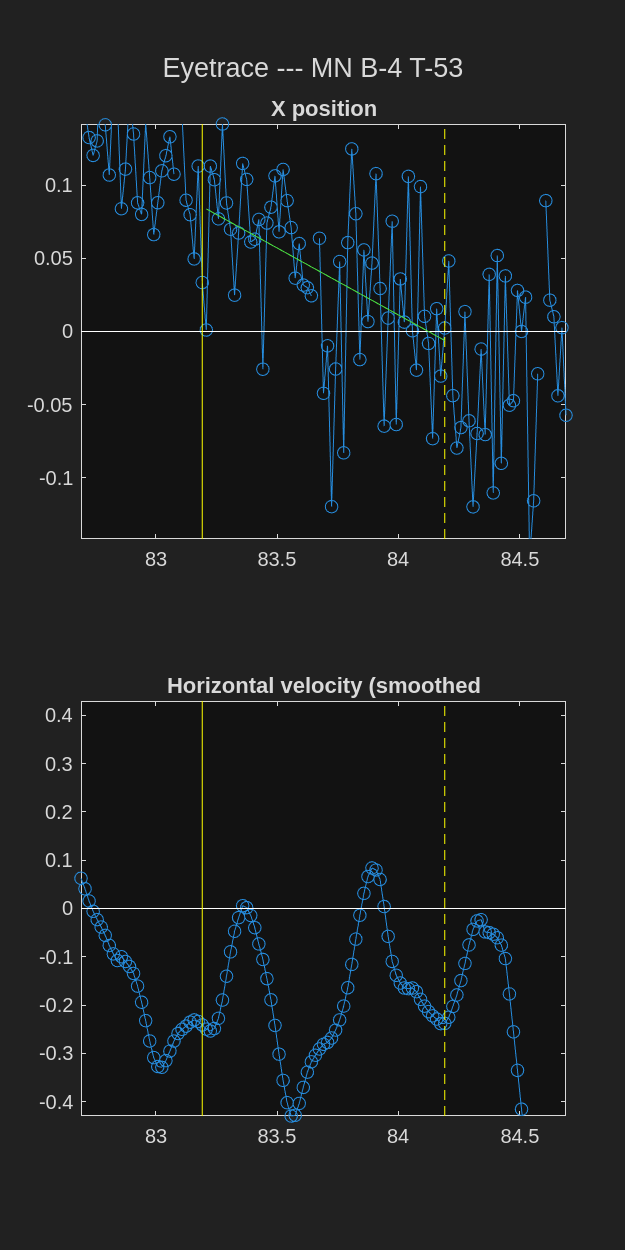 Eyetrace --- MN B-4 T-53
X position
0.1
0.05
0
-0.05
-0.1
83 83.5 84 84.5
Horizontal velocity (smoothed
0.4
0.3
0.2
0.1
0
-0.1
-0.2
-0.3
-0.4
83 83.5 84 84.5